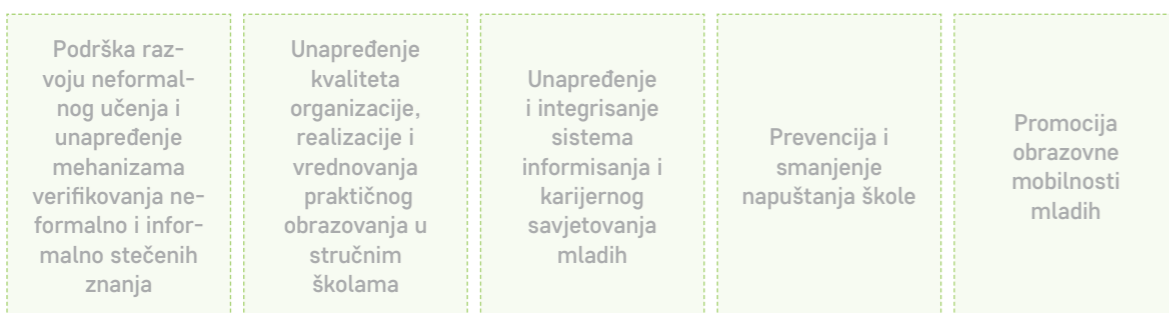 Podrška raz-
voju neformal-
nog učenja i
unapređenje
mehanizama
verifikovanja ne-
formalno i infor-
malno stečenih
znanja
Unapređenje
kvaliteta
organizacije,
realizacije i
vrednovanja
praktičnog
obrazovanja u
stručnim
školama
Unapređenje
i integrisanje
sistema
informisanja i
karijernog
savjetovanja
mladih
Prevencija i
smanjenje
napuštanja škole
Promocija
obrazovne
mobilnosti
mladih